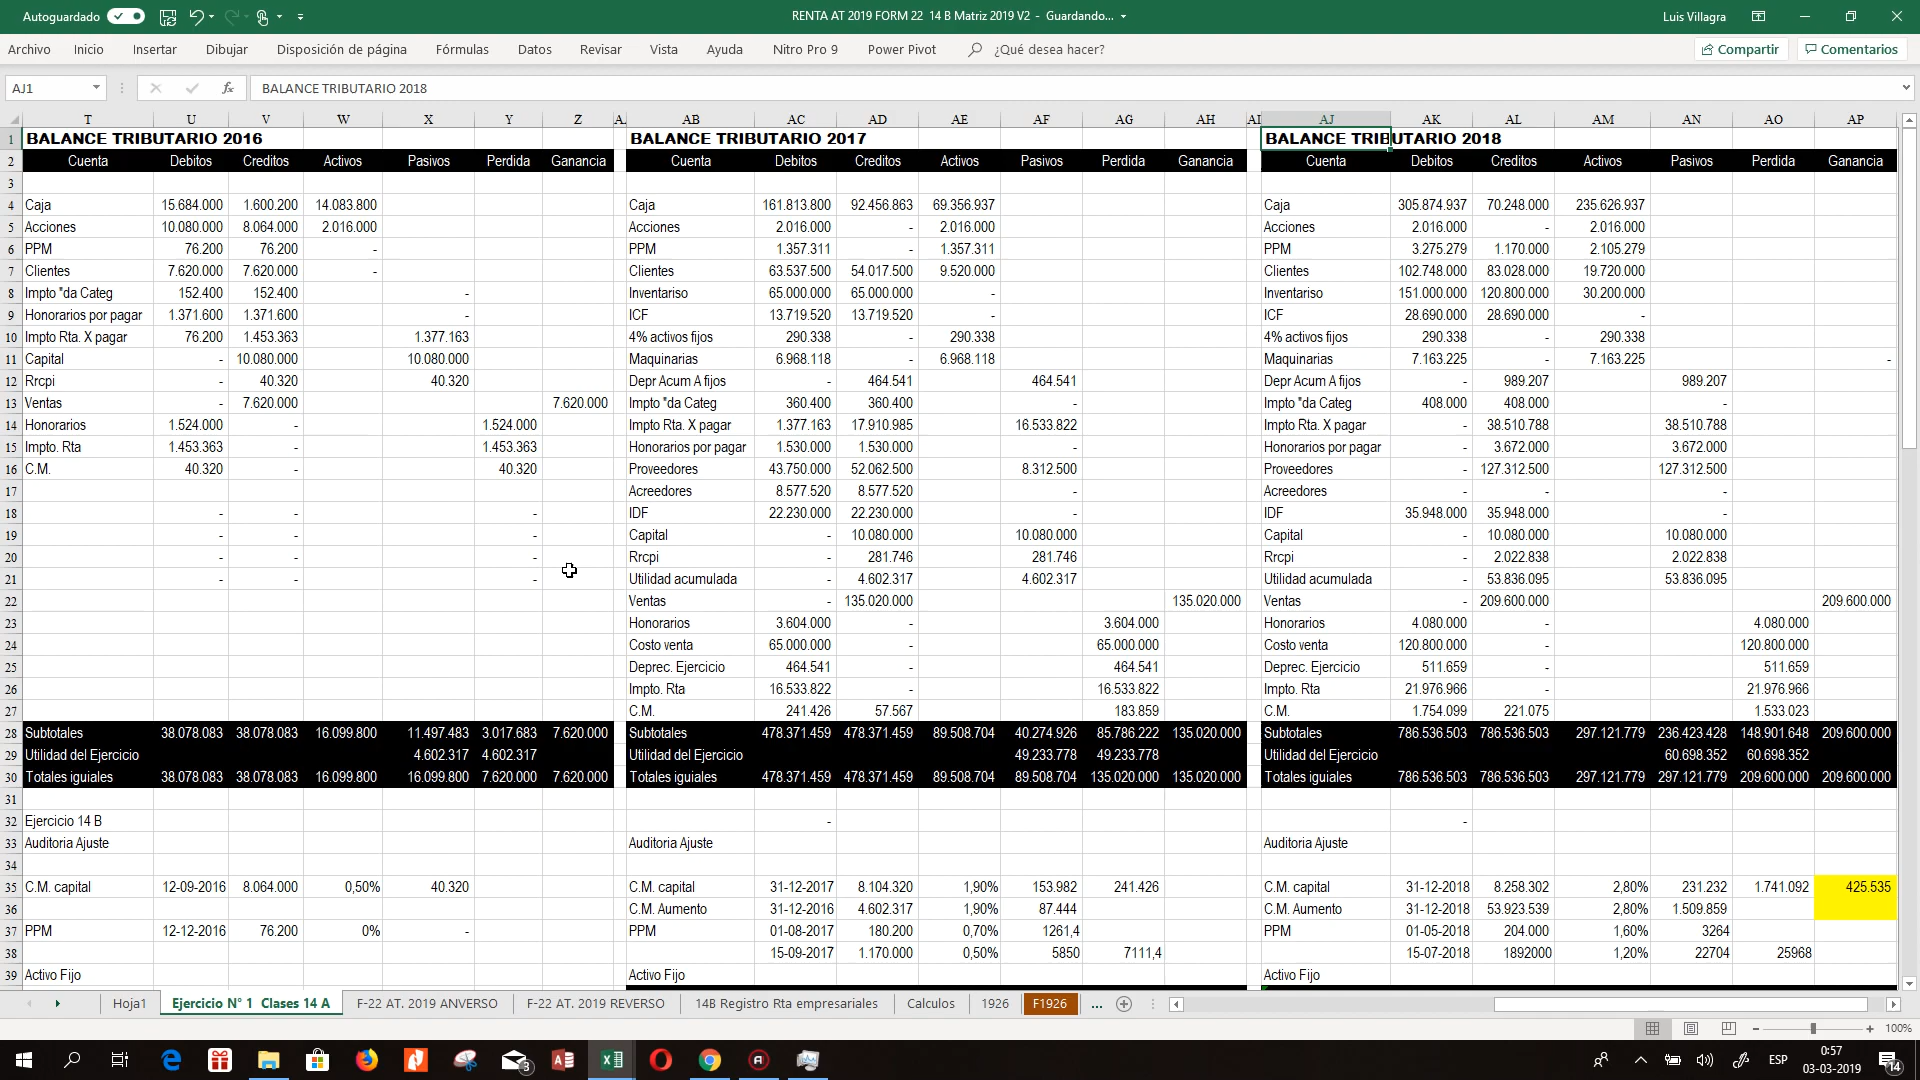 Autoguardado
RENTA AT 2019 FORM 22 14 B Matriz 2019 V2 - Guardando...
Luis Villagra
Archivo Inicio Insertar Dibujar Disposición de página Fórmulas Datos Revisar Vista Ayuda Nitro Pro 9 Power Pivot ¿Qué desea hacer? Compartir Comentarios
AJ1 fx BALANCE TRIBUTARIO 2018
T U V W X Y Z A AB AC AD AE AF AG AH AI AJ AK AL AM AN AO AP
1 BALANCE TRIBUTARIO 2016 BALANCE TRIBUTARIO 2017 BALANCE TRIBUTARIO 2018
2 Cuenta Debitos Creditos Activos Pasivos Perdida Ganancia Cuenta Debitos Creditos Activos Pasivos Perdida Ganancia Cuenta Debitos Creditos Activos Pasivos Perdida Ganancia
3
4 Caja 15.684.000 1.600.200 14.083.800 Caja 161.813.800 92.456.863 69.356.937 Caja 305.874.937 70.248.000 235.626.937
5 Acciones 10.080.000 8.064.000 2.016.000 Acciones 2.016.000 - 2.016.000 Acciones 2.016.000 - 2.016.000
6 PPM 76.200 76.200 - PPM 1.357.311 - 1.357.311 PPM 3.275.279 1.170.000 2.105.279
7 Clientes 7.620.000 7.620.000 - Clientes 63.537.500 54.017.500 9.520.000 Clientes 102.748.000 83.028.000 19.720.000
8 Impto "da Categ 152.400 152.400 - Inventariso 65.000.000 65.000.000 - Inventariso 151.000.000 120.800.000 30.200.000
9 Honorarios por pagar 1.371.600 1.371.600 - ICF 13.719.520 13.719.520 - ICF 28.690.000 28.690.000 -
10 Impto Rta. X pagar 76.200 1.453.363 1.377.163 4% activos fijos 290.338 - 290.338 4% activos fijos 290.338 - 290.338
11 Capital - 10.080.000 10.080.000 Maquinarias 6.968.118 - 6.968.118 Maquinarias 7.163.225 - 7.163.225 -
12 Rrcpi - 40.320 40.320 Depr Acum A fijos - 464.541 464.541 Depr Acum A fijos - 989.207 989.207
13 Ventas - 7.620.000 7.620.000 Impto "da Categ 360.400 360.400 - Impto "da Categ 408.000 408.000 -
14 Honorarios 1.524.000 - 1.524.000 Impto Rta. X pagar 1.377.163 17.910.985 16.533.822 Impto Rta. X pagar - 38.510.788 38.510.788
15 Impto. Rta 1.453.363 - 1.453.363 Honorarios por pagar 1.530.000 1.530.000 - Honorarios por pagar - 3.672.000 3.672.000
16 C.M. 40.320 - 40.320 Proveedores 43.750.000 52.062.500 8.312.500 Proveedores - 127.312.500 127.312.500
17 Acreedores 8.577.520 8.577.520 - Acreedores - - -
18 - - - IDF 22.230.000 22.230.000 - IDF 35.948.000 35.948.000 -
19 - - - Capital - 10.080.000 10.080.000 Capital - 10.080.000 10.080.000
20 - - - Rrcpi - 281.746 281.746 Rrcpi - 2.022.838 2.022.838
21 - - - Utilidad acumulada - 4.602.317 4.602.317 Utilidad acumulada - 53.836.095 53.836.095
22 Ventas - 135.020.000 135.020.000 Ventas - 209.600.000 209.600.000
23 Honorarios 3.604.000 - 3.604.000 Honorarios 4.080.000 - 4.080.000
24 Costo venta 65.000.000 - 65.000.000 Costo venta 120.800.000 - 120.800.000
25 Deprec. Ejercicio 464.541 - 464.541 Deprec. Ejercicio 511.659 - 511.659
26 Impto. Rta 16.533.822 - 16.533.822 Impto. Rta 21.976.966 - 21.976.966
27 C.M. 241.426 57.567 183.859 C.M. 1.754.099 221.075 1.533.023
28 Subtotales 38.078.083 38.078.083 16.099.800 11.497.483 3.017.683 7.620.000 Subtotales 478.371.459 478.371.459 89.508.704 40.274.926 85.786.222 135.020.000 Subtotales 786.536.503 786.536.503 297.121.779 236.423.428 148.901.648 209.600.000
29 Utilidad del Ejercicio 4.602.317 4.602.317 Utilidad del Ejercicio 49.233.778 49.233.778 Utilidad del Ejercicio 60.698.352 60.698.352
30 Totales iguiales 38.078.083 38.078.083 16.099.800 16.099.800 7.620.000 7.620.000 Totales iguiales 478.371.459 478.371.459 89.508.704 89.508.704 135.020.000 135.020.000 Totales iguiales 786.536.503 786.536.503 297.121.779 297.121.779 209.600.000 209.600.000
31
32 Ejercicio 14 B - -
33 Auditoria Ajuste Auditoria Ajuste Auditoria Ajuste
34
35 C.M. capital 12-09-2016 8.064.000 0,50% 40.320 C.M. capital 31-12-2017 8.104.320 1,90% 153.982 241.426 C.M. capital 31-12-2018 8.258.302 2,80% 231.232 1.741.092 425.535
36 C.M. Aumento 31-12-2016 4.602.317 1,90% 87.444 C.M. Aumento 31-12-2018 53.923.539 2,80% 1.509.859
37 PPM 12-12-2016 76.200 0% - PPM 01-08-2017 180.200 0,70% 1261,4 PPM 01-05-2018 204.000 1,60% 3264
38 15-09-2017 1.170.000 0,50% 5850 7111,4 15-07-2018 1892000 1,20% 22704 25968
39 Activo Fijo Activo Fijo Activo Fijo
Hoja1 Ejercicio N° 1 Clases 14 A F-22 AT. 2019 ANVERSO F-22 AT. 2019 REVERSO 14B Registro Rta empresariales Calculos 1926 F1926 ...
100%
3 ESP 0:57 14
03-03-2019